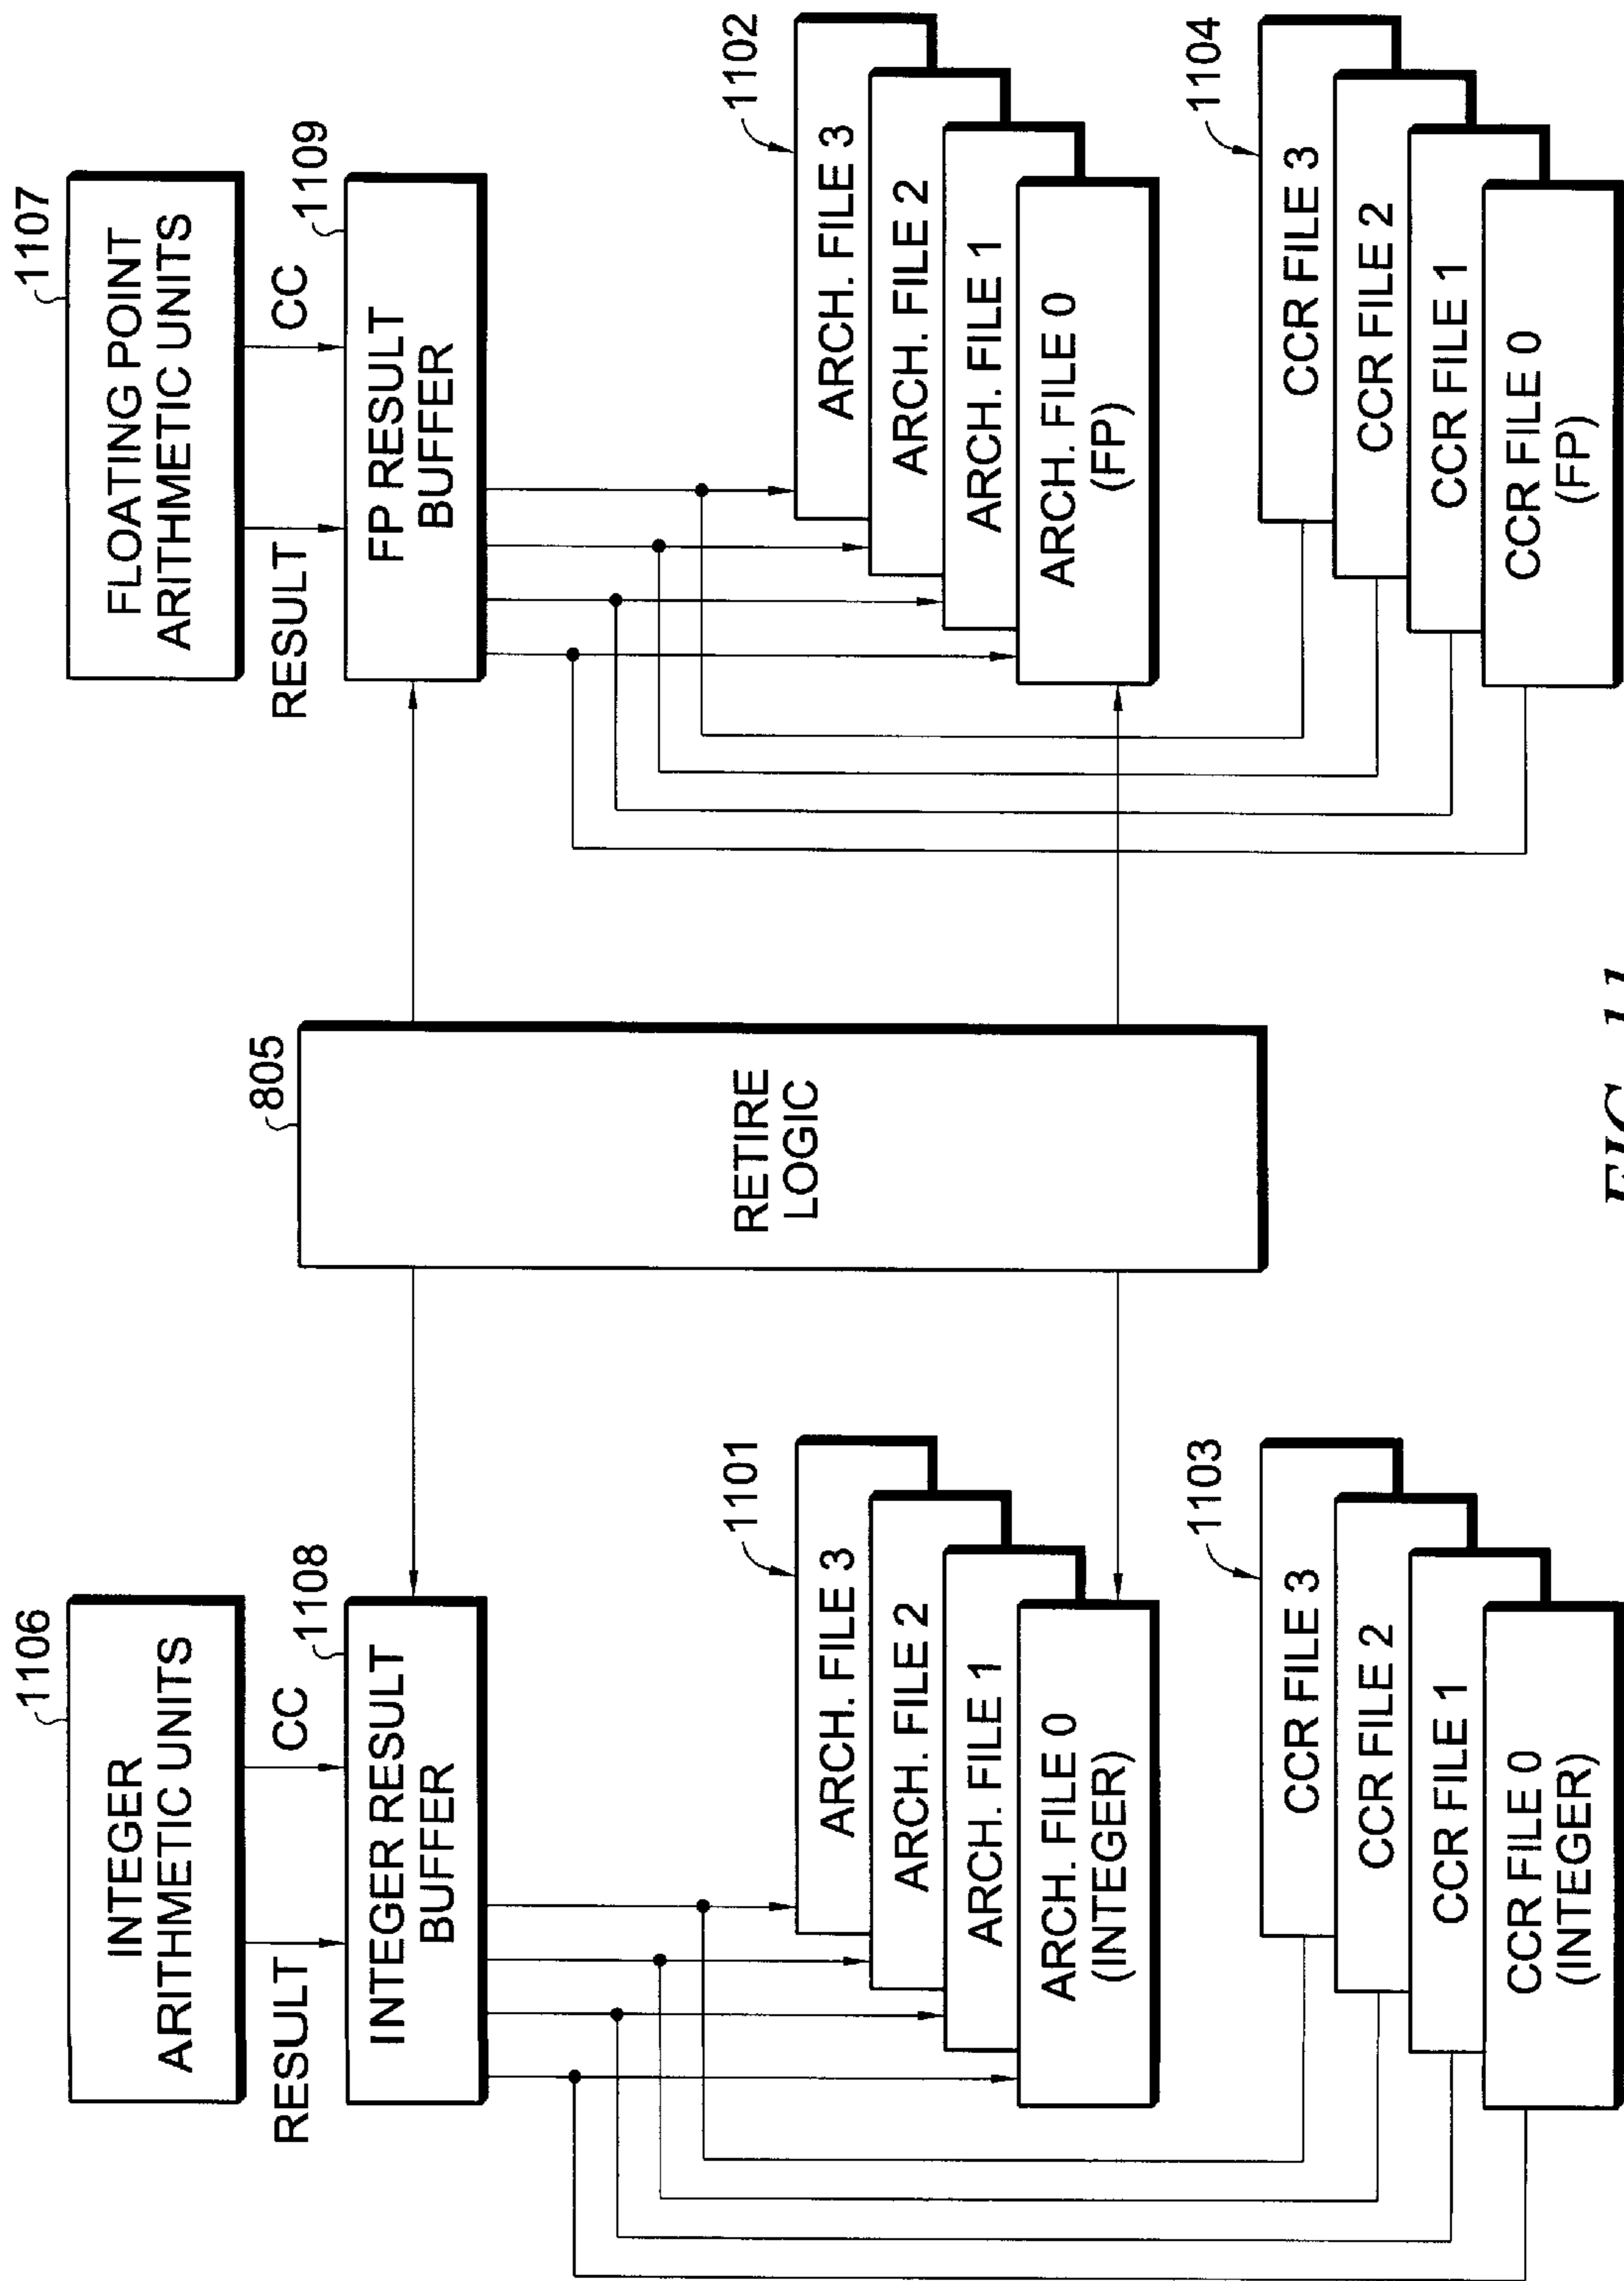 1106
INTEGER
ARITHMETIC UNITS
RESULT
CC
1108
INTEGER RESULT
BUFFER
1101
ARCH. FILE 3
ARCH. FILE 2
ARCH. FILE 1
ARCH. FILE 0
(INTEGER)
1103
CCR FILE 3
CCR FILE 2
CCR FILE 1
CCR FILE 0
(INTEGER)
805
RETIRE
LOGIC
1107
FLOATING POINT
ARITHMETIC UNITS
RESULT
CC
1109
FP RESULT
BUFFER
1102
ARCH. FILE 3
ARCH. FILE 2
ARCH. FILE 1
ARCH. FILE 0
(FP)
1104
CCR FILE 3
CCR FILE 2
CCR FILE 1
CCR FILE 0
(FP)
FIG. 11